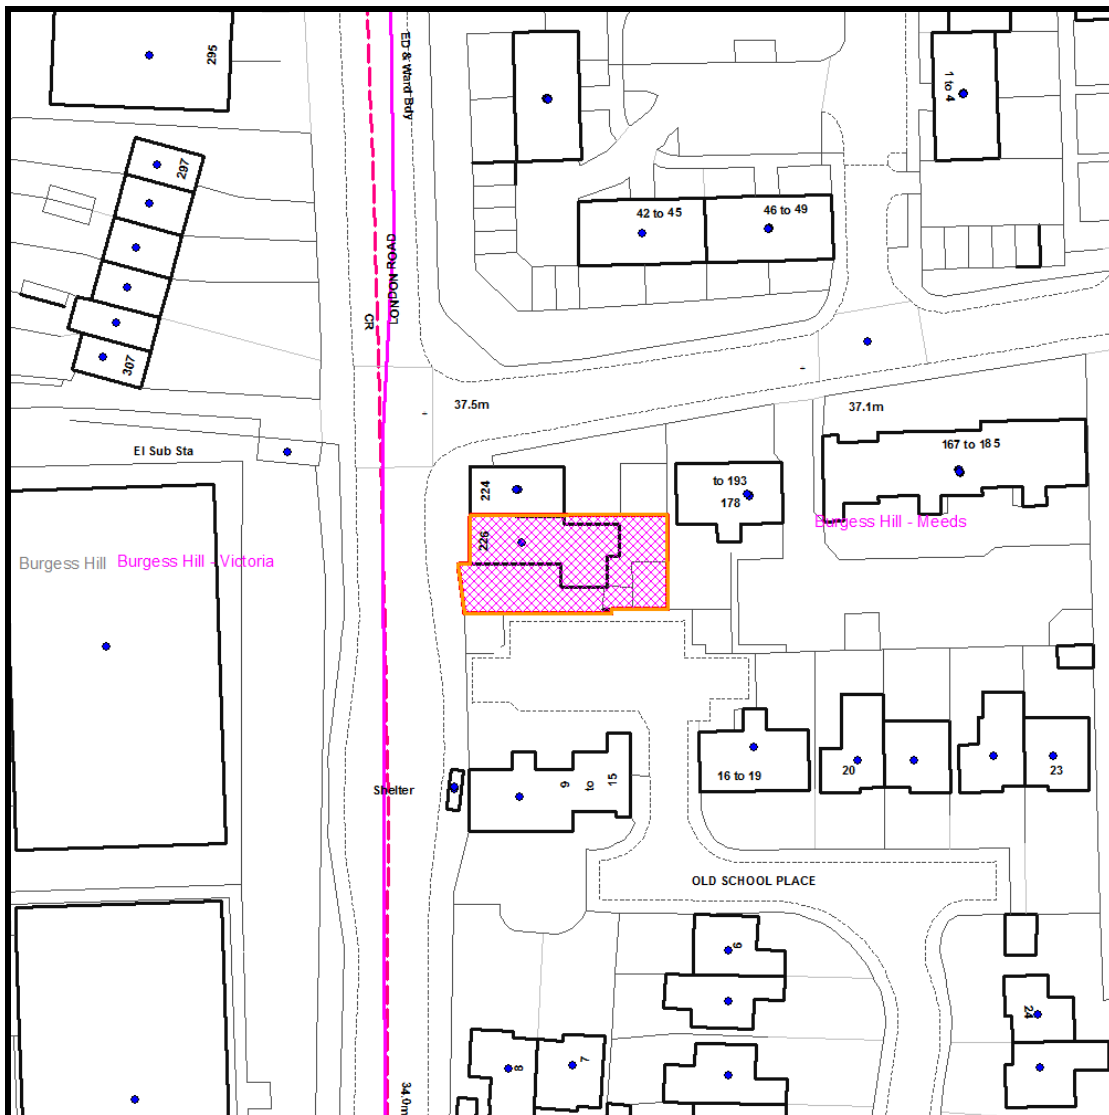 295
ED & Ward Bdy
1 to 4
297
42 to 45
46 to 49
LONDON ROAD
CR
307
37.5m
37.1m
El Sub Sta
167 to 185
224
to 193
178
Burgess Hill - Meeds
226
Burgess Hill
Burgess Hill - Victoria
Shelter
9
to
15
16 to 19
20
23
OLD SCHOOL PLACE
6
24
8
7
34.0m